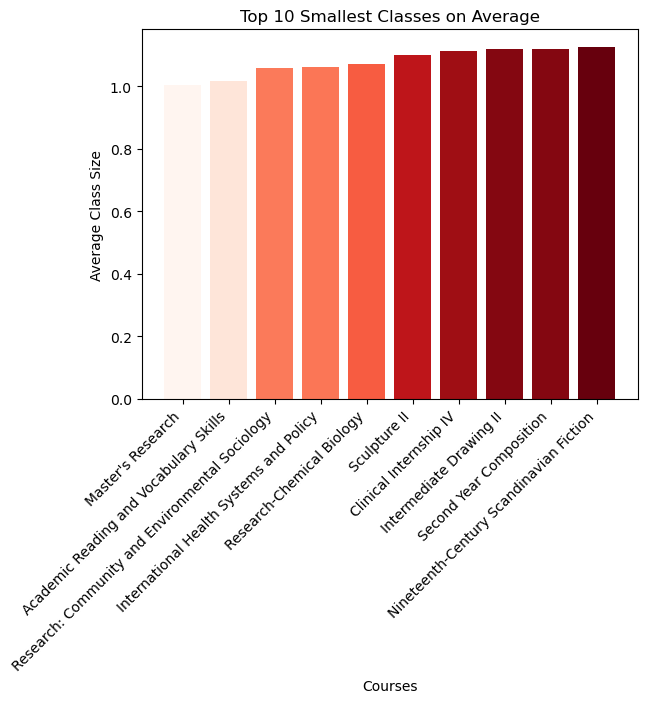 Top 10 Smallest Classes on Average
Average Class Size
1.0
0.8
0.6
0.4
0.2
0.0
Master's Research
Academic Reading and Vocabulary Skills
Research: Community and Environmental Sociology
International Health Systems and Policy
Research-Chemical Biology
Sculpture II
Clinical Internship IV
Intermediate Drawing II
Second Year Composition
Nineteenth-Century Scandinavian Fiction
Courses